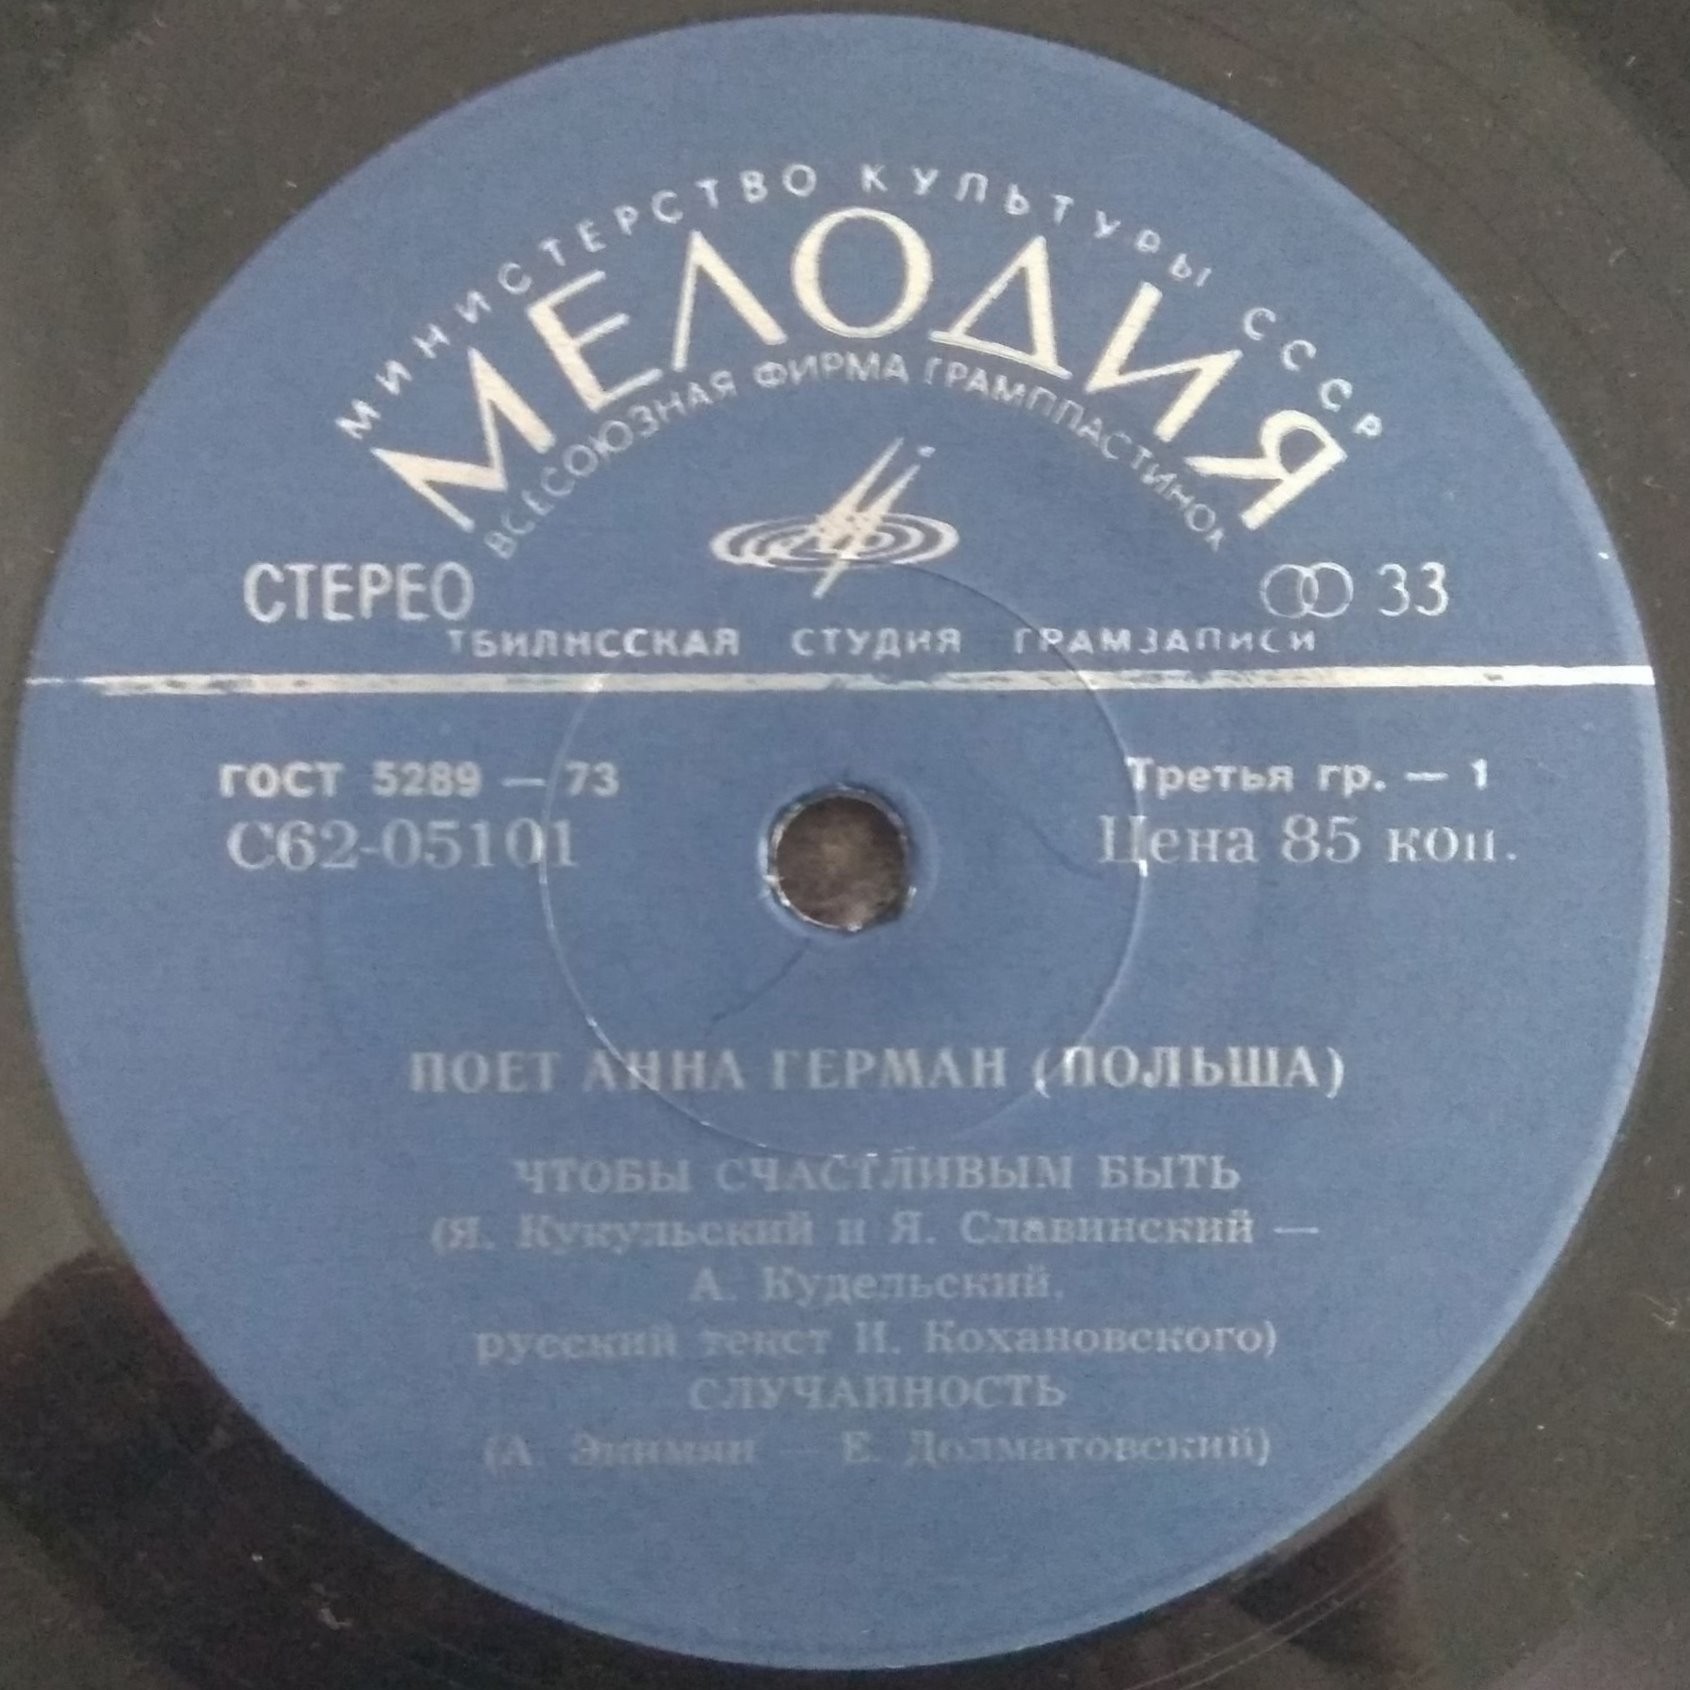 МИНИСТЕРСТВО КУЛЬТУРЫ СССР
МЕЛОДИЯ
ВСЕСОЮЗНАЯ ФИРМА ГРАМПЛАСТИНОК
СТЕРЕО
33
ТБИЛИССКАЯ СТУДИЯ ГРАМЗАПИСИ
ГОСТ 5289 — 73
Третья гр. — 1
С62-05101
Цена 85 коп.
ПОЕТ АННА ГЕРМАН (ПОЛЬША)
ЧТОБЫ СЧАСТЛИВЫМ БЫТЬ
(Я. Кукульский и Я. Славинский —
А. Кудельский,
русский текст И. Кохановского)
СЛУЧАЙНОСТЬ
(А. Экимян — Е. Долматовский)